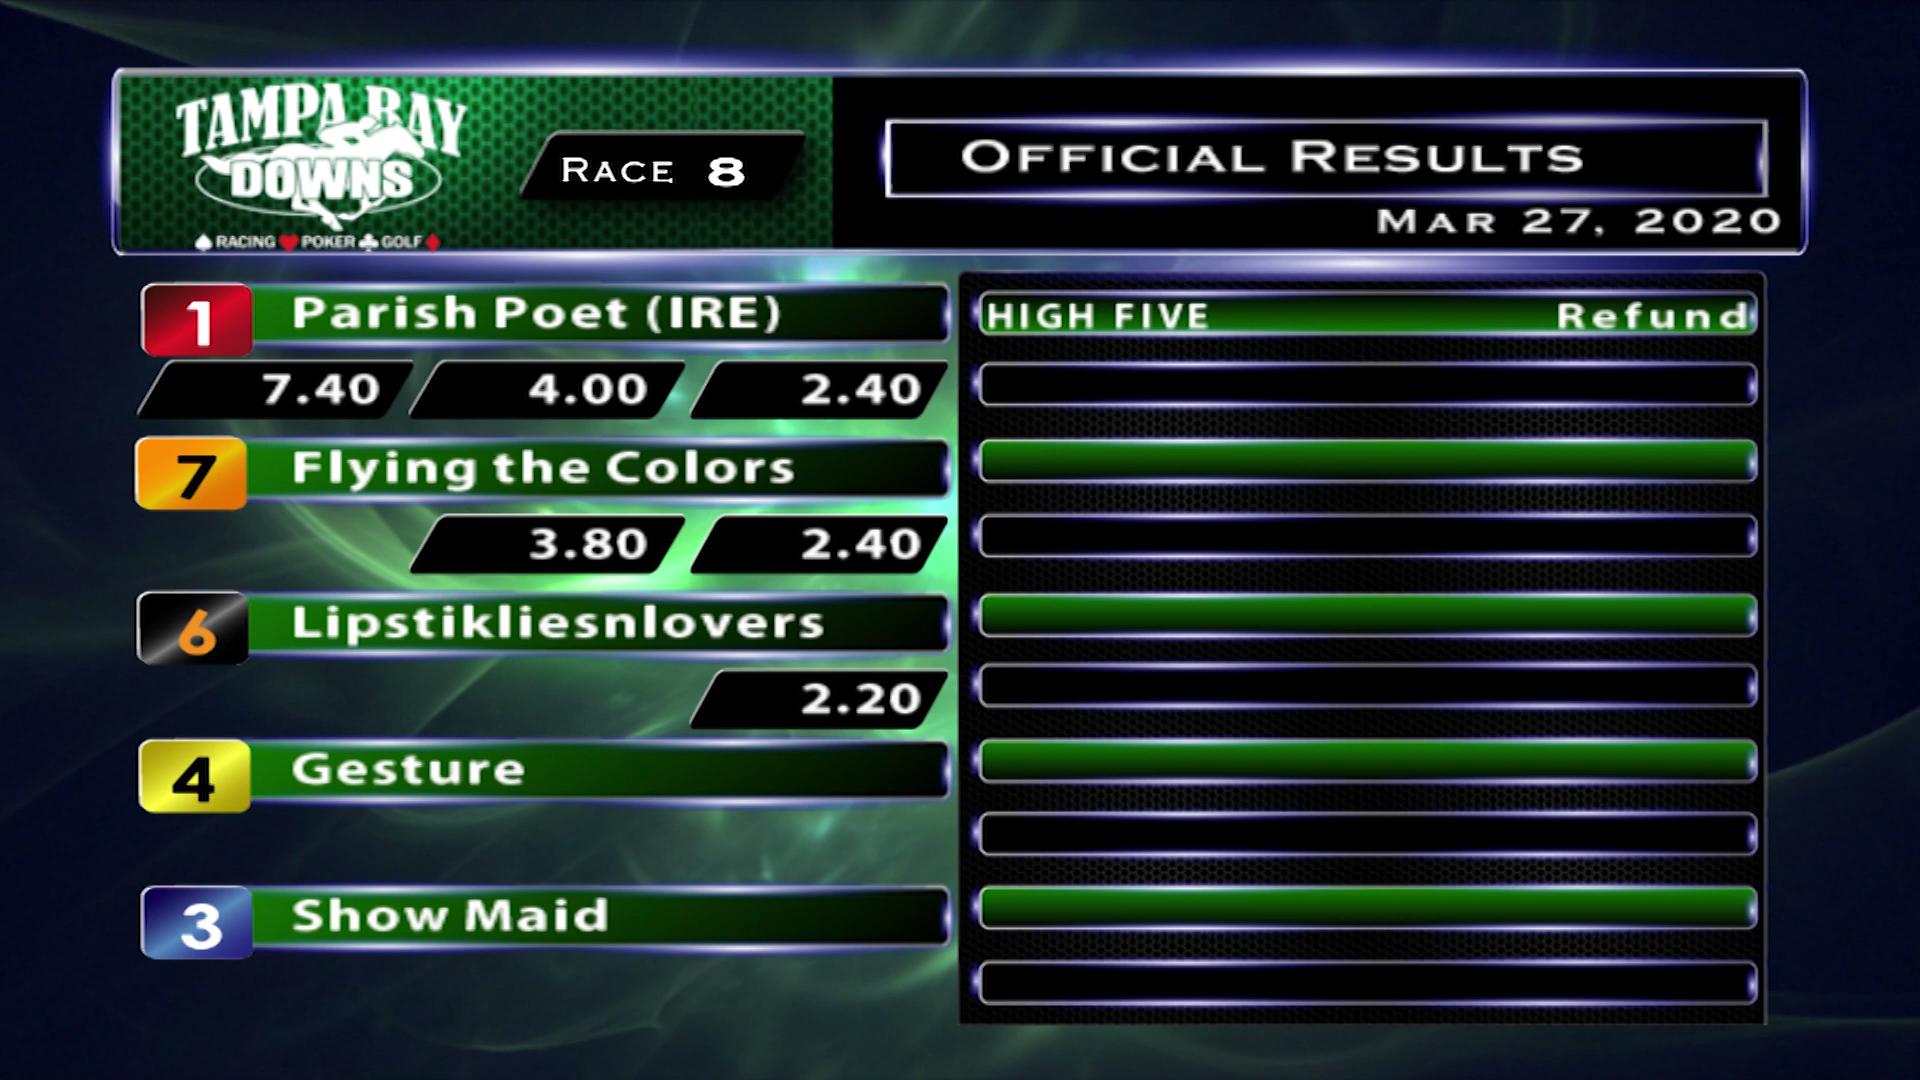 TAMPA BAY
DOWNS
RACING POKER GOLF
RACE 8
OFFICIAL RESULTS
MAR 27, 2020
1 Parish Poet (IRE)
7.40 4.00 2.40
7 Flying the Colors
3.80 2.40
6 Lipstikliesnlovers
2.20
4 Gesture
3 Show Maid
HIGH FIVE Refund